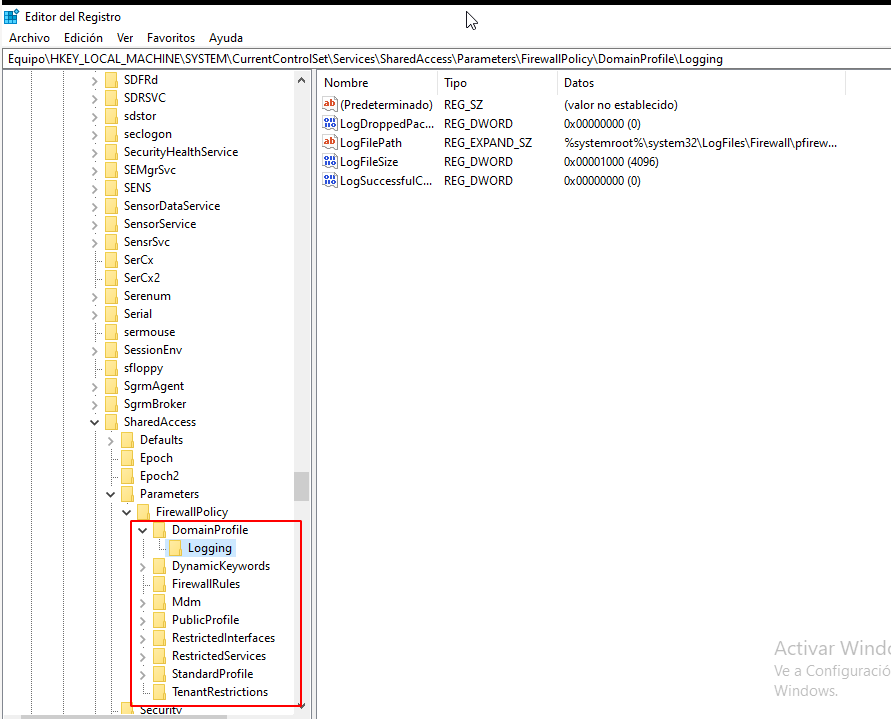 Editor del Registro
Archivo Edición Ver Favoritos Ayuda
Equipo\HKEY_LOCAL_MACHINE\SYSTEM\CurrentControlSet\Services\SharedAccess\Parameters\FirewallPolicy\DomainProfile\Logging
SDFRd
SDRSVC
sdstor
seclogon
SecurityHealthService
SEMgrSvc
SENS
SensorDataService
SensorService
SensrSvc
SerCx
SerCx2
Serenum
Serial
sermouse
SessionEnv
sfloppy
SgrmAgent
SgrmBroker
SharedAccess
Defaults
Epoch
Epoch2
Parameters
FirewallPolicy
DomainProfile
Logging
DynamicKeywords
FirewallRules
Mdm
PublicProfile
RestrictedInterfaces
RestrictedServices
StandardProfile
TenantRestrictions
Security
Nombre Tipo Datos
(Predeterminado) REG_SZ (valor no establecido)
LogDroppedPac... REG_DWORD 0x00000000 (0)
LogFilePath REG_EXPAND_SZ %systemroot%\system32\LogFiles\Firewall\pfirew...
LogFileSize REG_DWORD 0x00001000 (4096)
LogSuccessfulC... REG_DWORD 0x00000000 (0)
Activar Windo
Ve a Configuració
Windows.